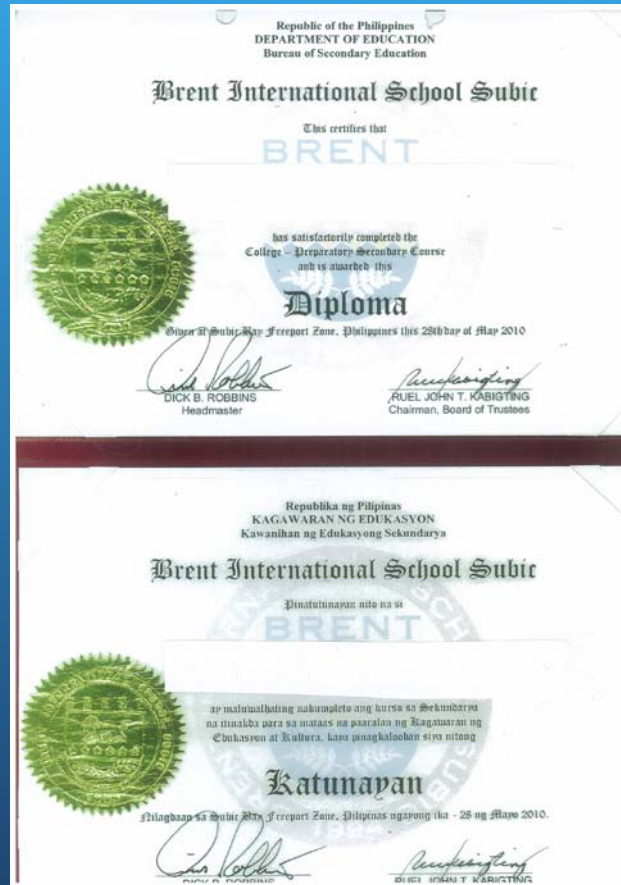 Republic of the Philippines
DEPARTMENT OF EDUCATION
Bureau of Secondary Education
Brent International School Subic
This certifies that
BRENT
has satisfactorily completed the
College – Preparatory Secondary Course
and is awarded this
Diploma
Given at Subic Bay Freeport Zone, Philippines this 28th day of May 2010
DICK B. ROBBINS
Headmaster
RUEL JOHN T. KABIGTING
Chairman, Board of Trustees
Republika ng Pilipinas
KAGAWARAN NG EDUKASYON
Kawanihan ng Edukasyong Sekundarya
Brent International School Subic
Pinatutunayan nito na si
BRENT
ay maluwalhating nakumpleto ang kurso sa Sekundarya
na itinakda para sa mataas na paaralan ng Kagawaran ng
Edukasyon at Kultura, kaya pinagkalooban siya nitong
Katunayan
Nilagdaan sa Subic Bay Freeport Zone, Pilipinas ngayong ika - 28 ng Mayo 2010.
DICK B. ROBBINS
RUEL JOHN T. KABIGTING